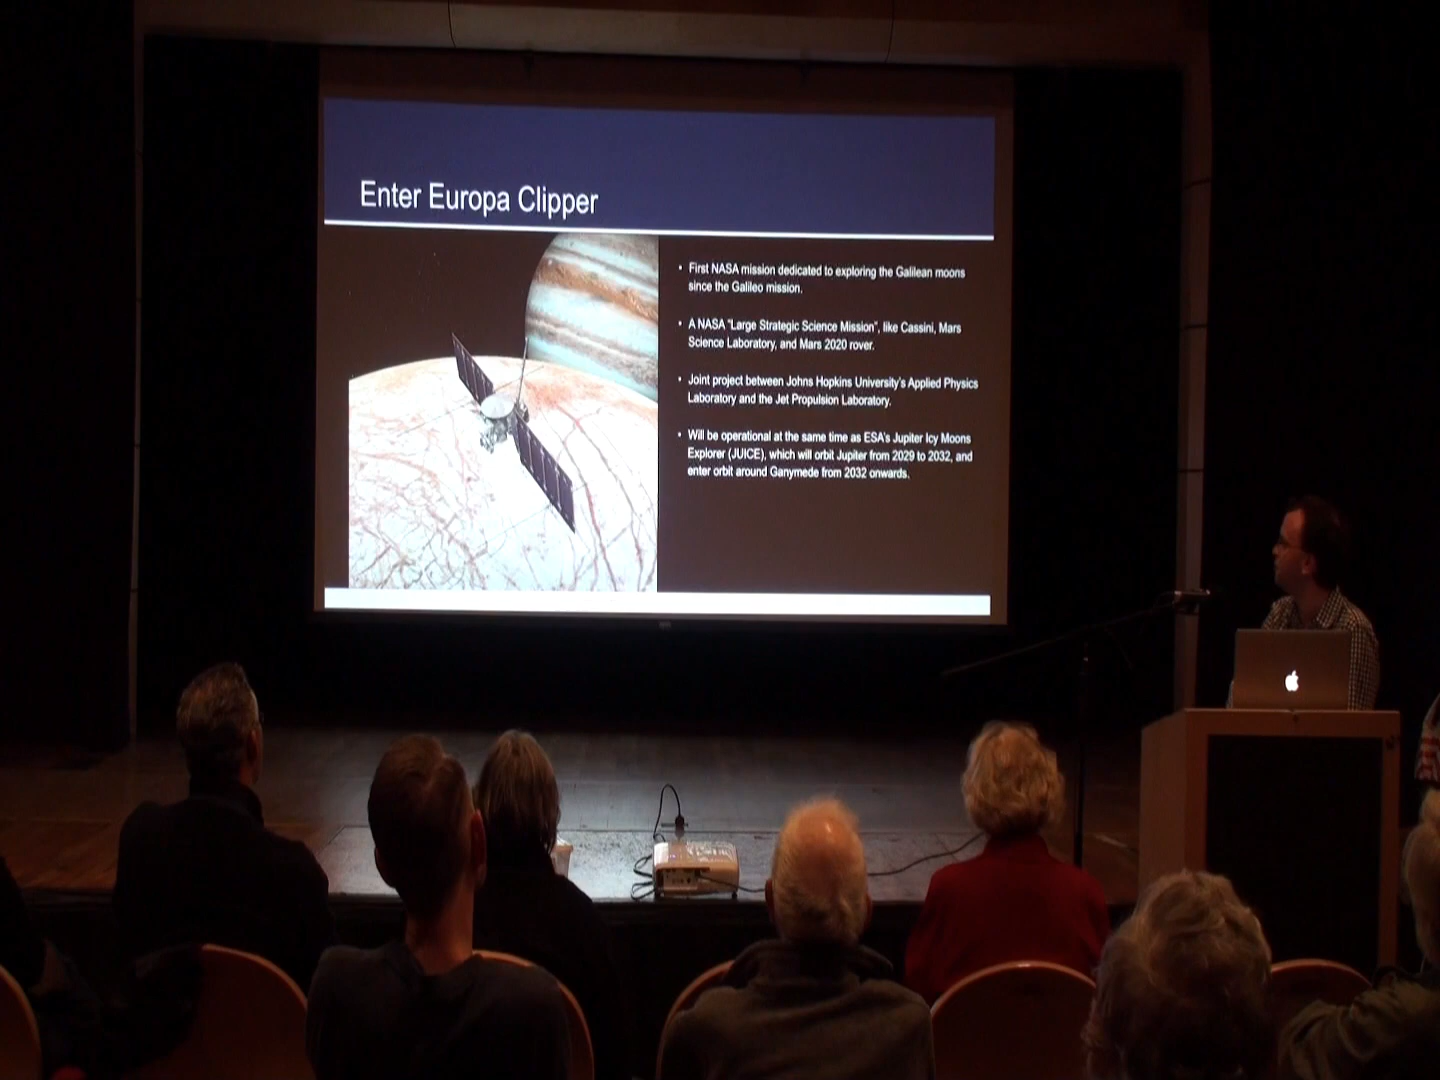 Enter Europa Clipper
• First NASA mission dedicated to exploring the Galilean moons
since the Galileo mission.
• A NASA "Large Strategic Science Mission", like Cassini, Mars
Science Laboratory, and Mars 2020 rover.
• Joint project between Johns Hopkins University's Applied Physics
Laboratory and the Jet Propulsion Laboratory.
• Will be operational at the same time as ESA's Jupiter Icy Moons
Explorer (JUICE), which will orbit Jupiter from 2029 to 2032, and
enter orbit around Ganymede from 2032 onwards.